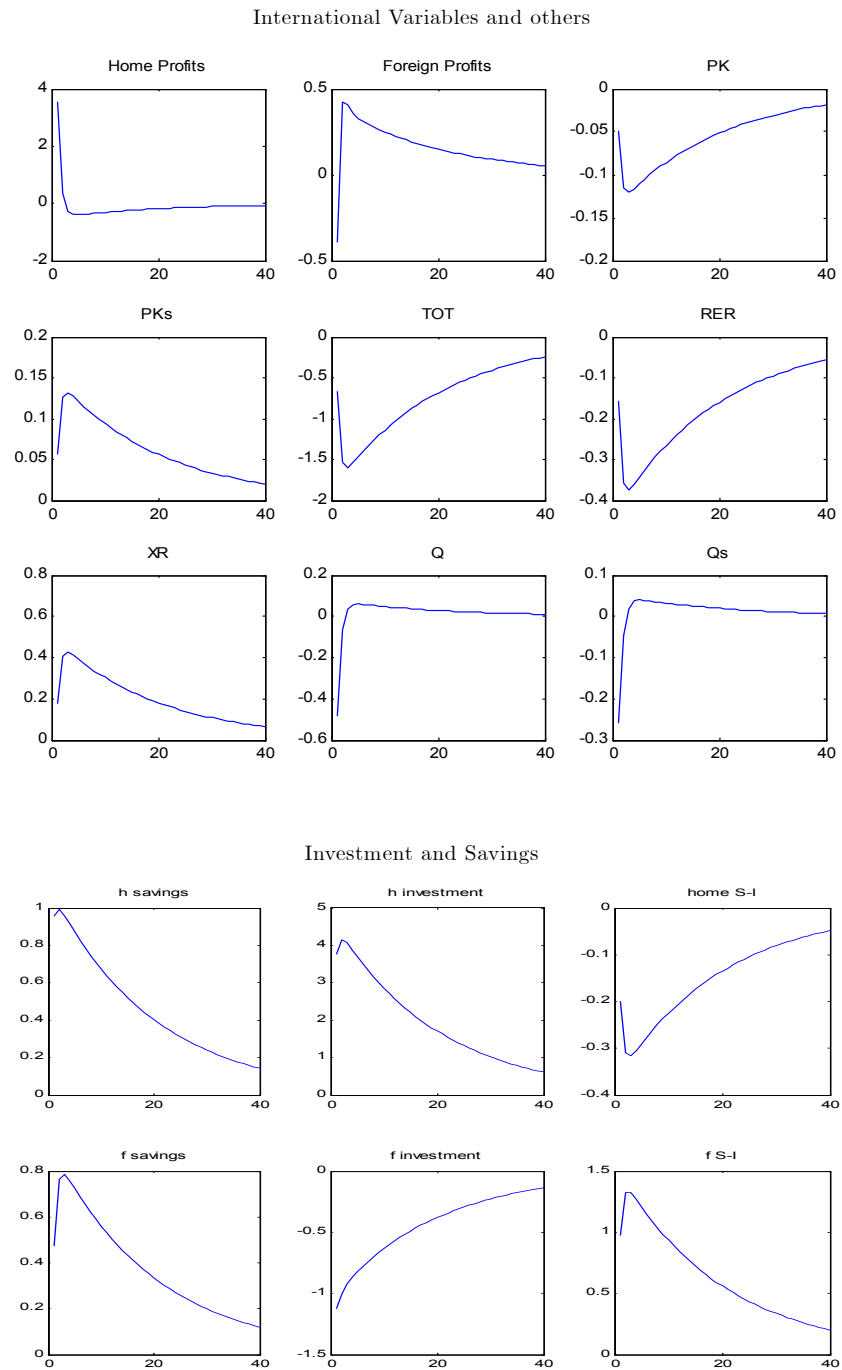 International Variables and others
Home Profits Foreign Profits PK
4 0.5 0
2 -0.05
0 0 -0.1
-0.15
-2 -0.5 -0.2
0 20 40 0 20 40 0 20 40
PKs TOT RER
0.2 0 0
0.15 -0.5 -0.1
0.1 -1 -0.2
0.05 -1.5 -0.3
0 -2 -0.4
0 20 40 0 20 40 0 20 40
XR Q Qs
0.8 0.2 0.1
0.6 0 0
0.4 -0.2 -0.1
0.2 -0.4 -0.2
0 -0.6 -0.3
0 20 40 0 20 40 0 20 40
Investment and Savings
h savings h investment home S-I
1 5 0
0.8 4 -0.1
0.6 3 -0.2
0.4 2 -0.3
0.2 1
0 0 -0.4
0 20 40 0 20 40 0 20 40
f savings f investment f S-I
0.8 0 1.5
0.6 -0.5 1
0.4 -1 0.5
0.2
0 -1.5 0
0 20 40 0 20 40 0 20 40